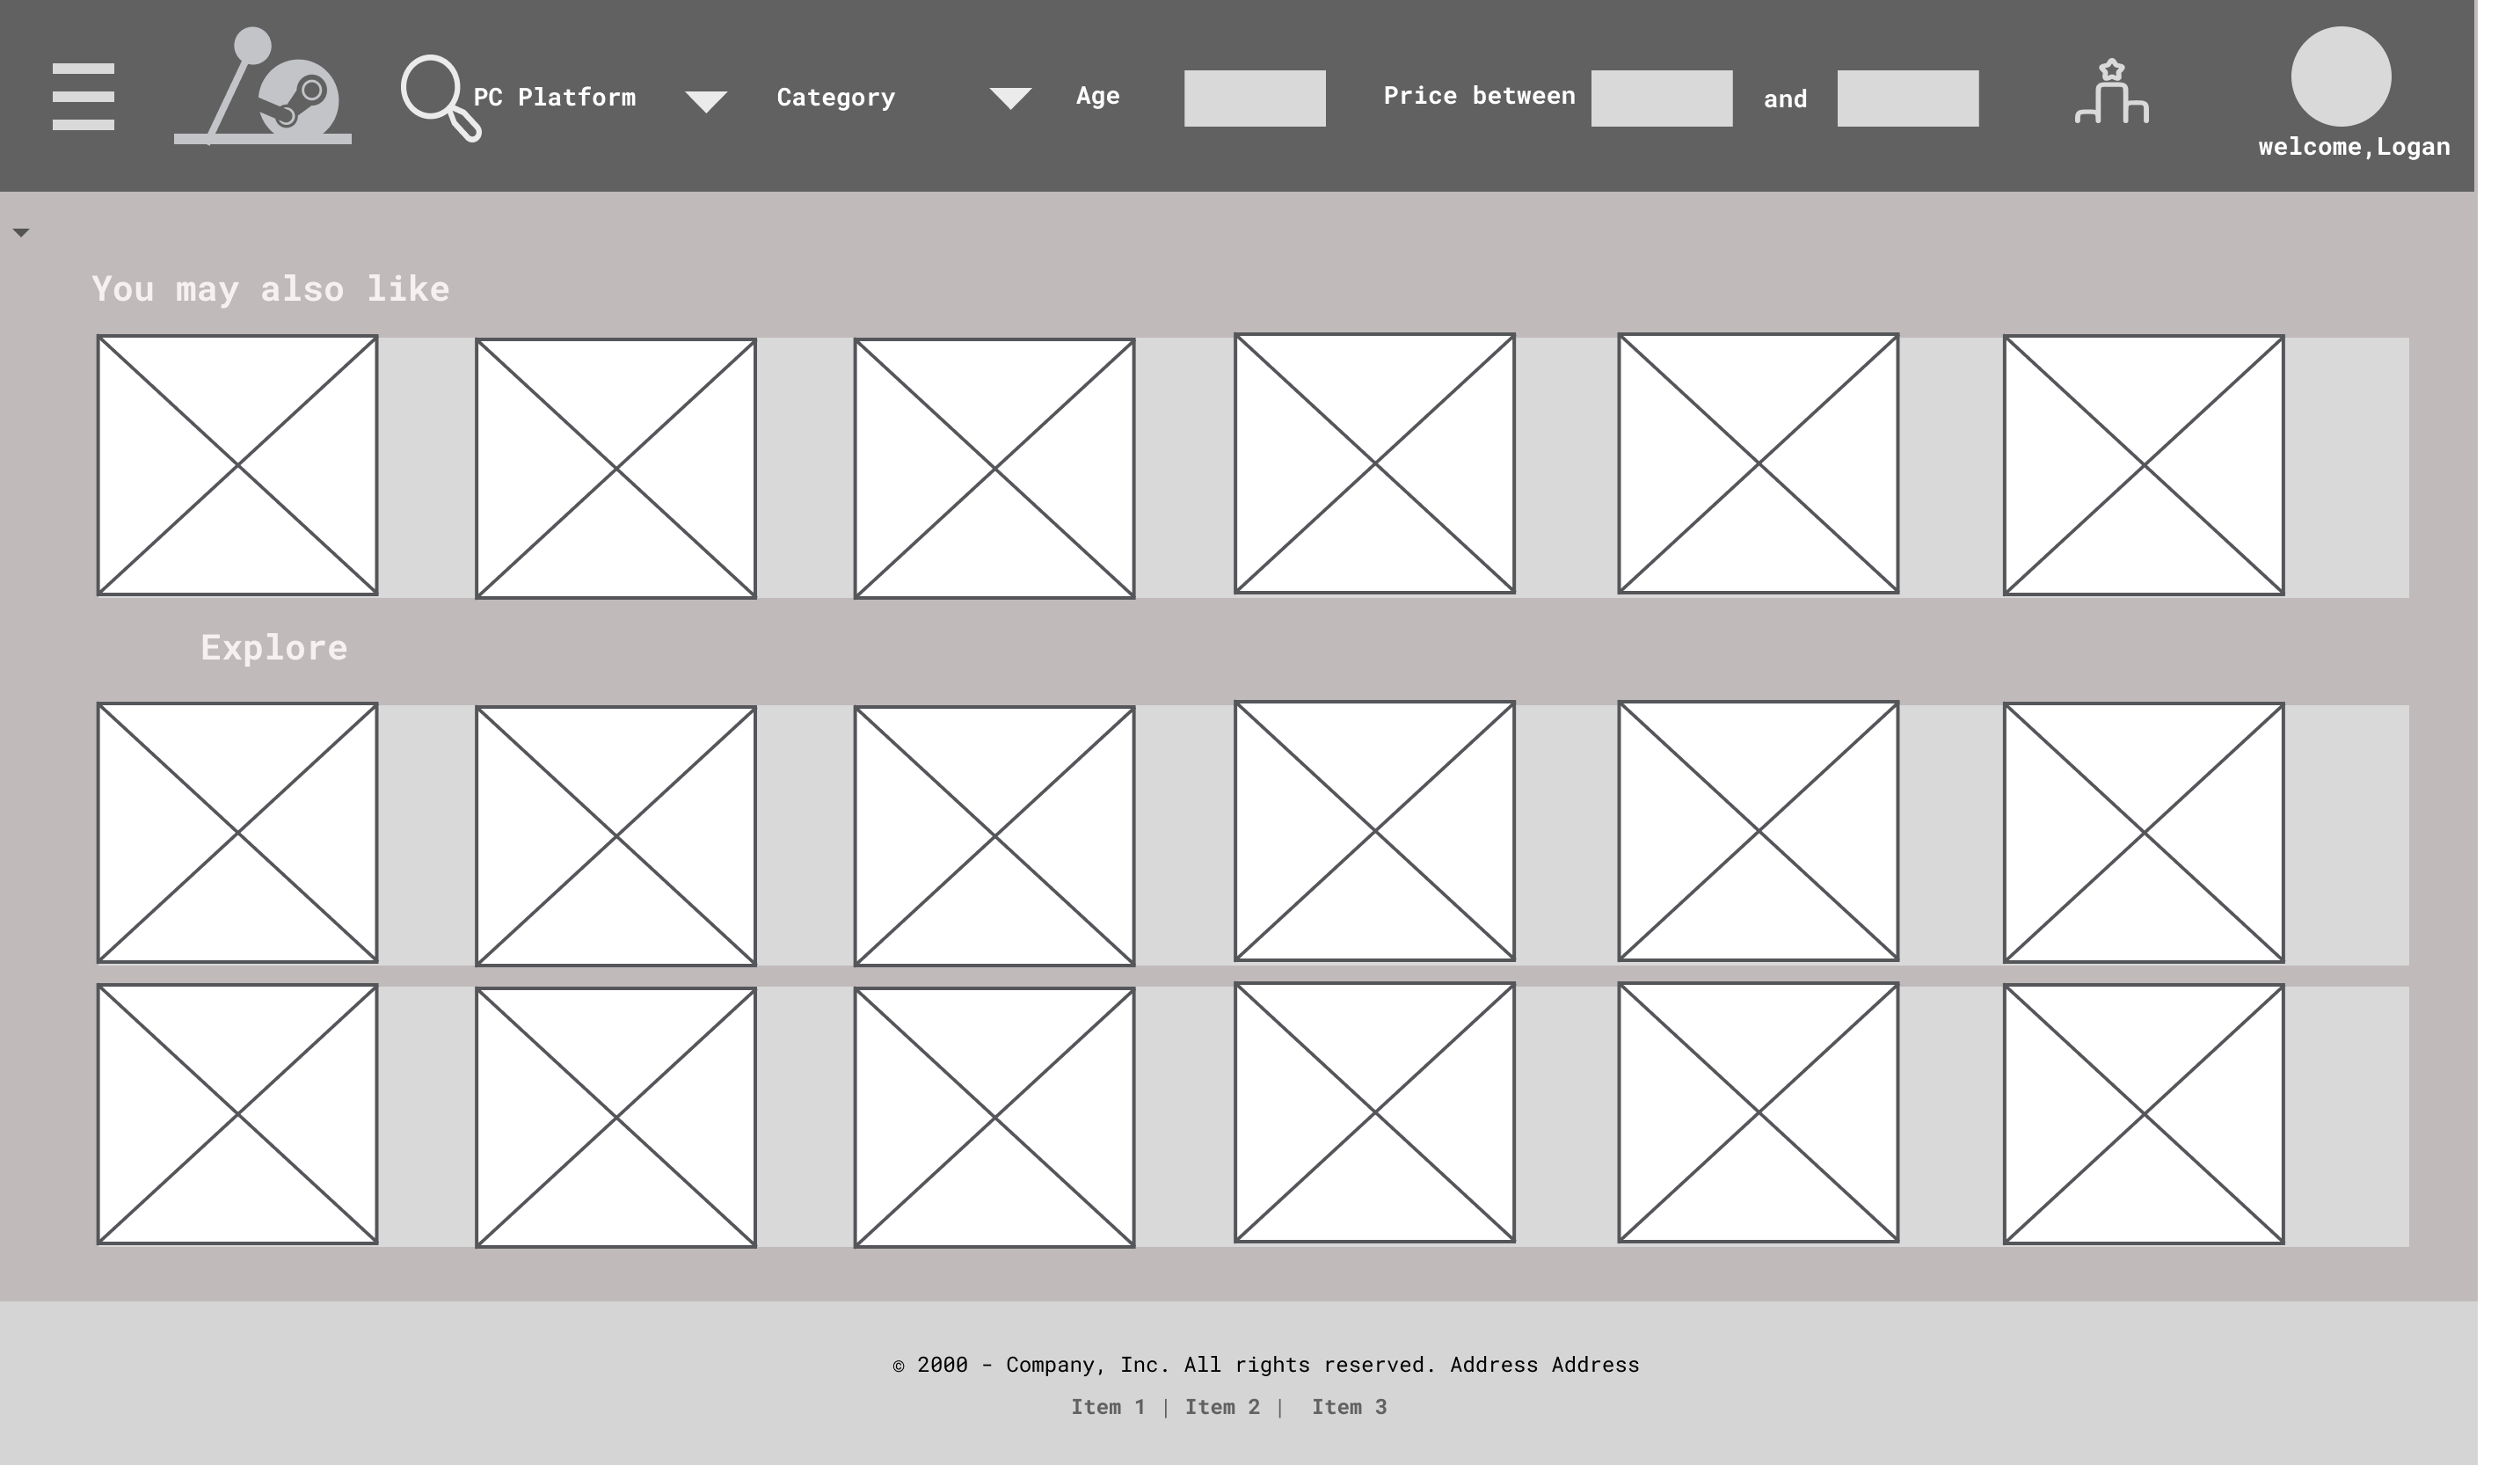 PC Platform
Category
Age
Price between
and
welcome,Logan
You may also like
Explore
© 2000 - Company, Inc. All rights reserved. Address Address
Item 1 | Item 2 | Item 3